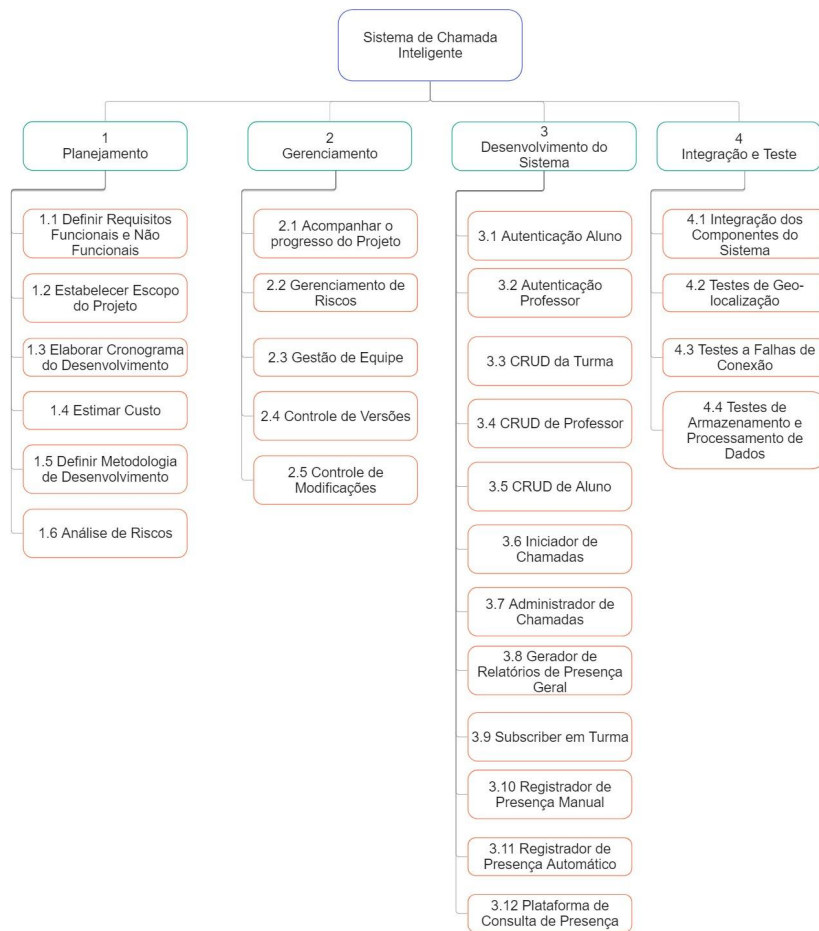 Sistema de Chamada
Inteligente
1
Planejamento
2
Gerenciamento
3
Desenvolvimento do
Sistema
4
Integração e Teste
1.1 Definir Requisitos
Funcionais e Não
Funcionais
1.2 Estabelecer Escopo
do Projeto
1.3 Elaborar Cronograma
do Desenvolvimento
1.4 Estimar Custo
1.5 Definir Metodologia
de Desenvolvimento
1.6 Análise de Riscos
2.1 Acompanhar o
progresso do Projeto
2.2 Gerenciamento de
Riscos
2.3 Gestão de Equipe
2.4 Controle de Versões
2.5 Controle de
Modificações
3.1 Autenticação Aluno
3.2 Autenticação
Professor
3.3 CRUD da Turma
3.4 CRUD de Professor
3.5 CRUD de Aluno
3.6 Iniciador de
Chamadas
3.7 Administrador de
Chamadas
3.8 Gerador de
Relatórios de Presença
Geral
3.9 Subscriber em Turma
3.10 Registrador de
Presença Manual
3.11 Registrador de
Presença Automático
3.12 Plataforma de
Consulta de Presença
4.1 Integração dos
Componentes do
Sistema
4.2 Testes de Geo-
localização
4.3 Testes a Falhas de
Conexão
4.4 Testes de
Armazenamento e
Processamento de
Dados